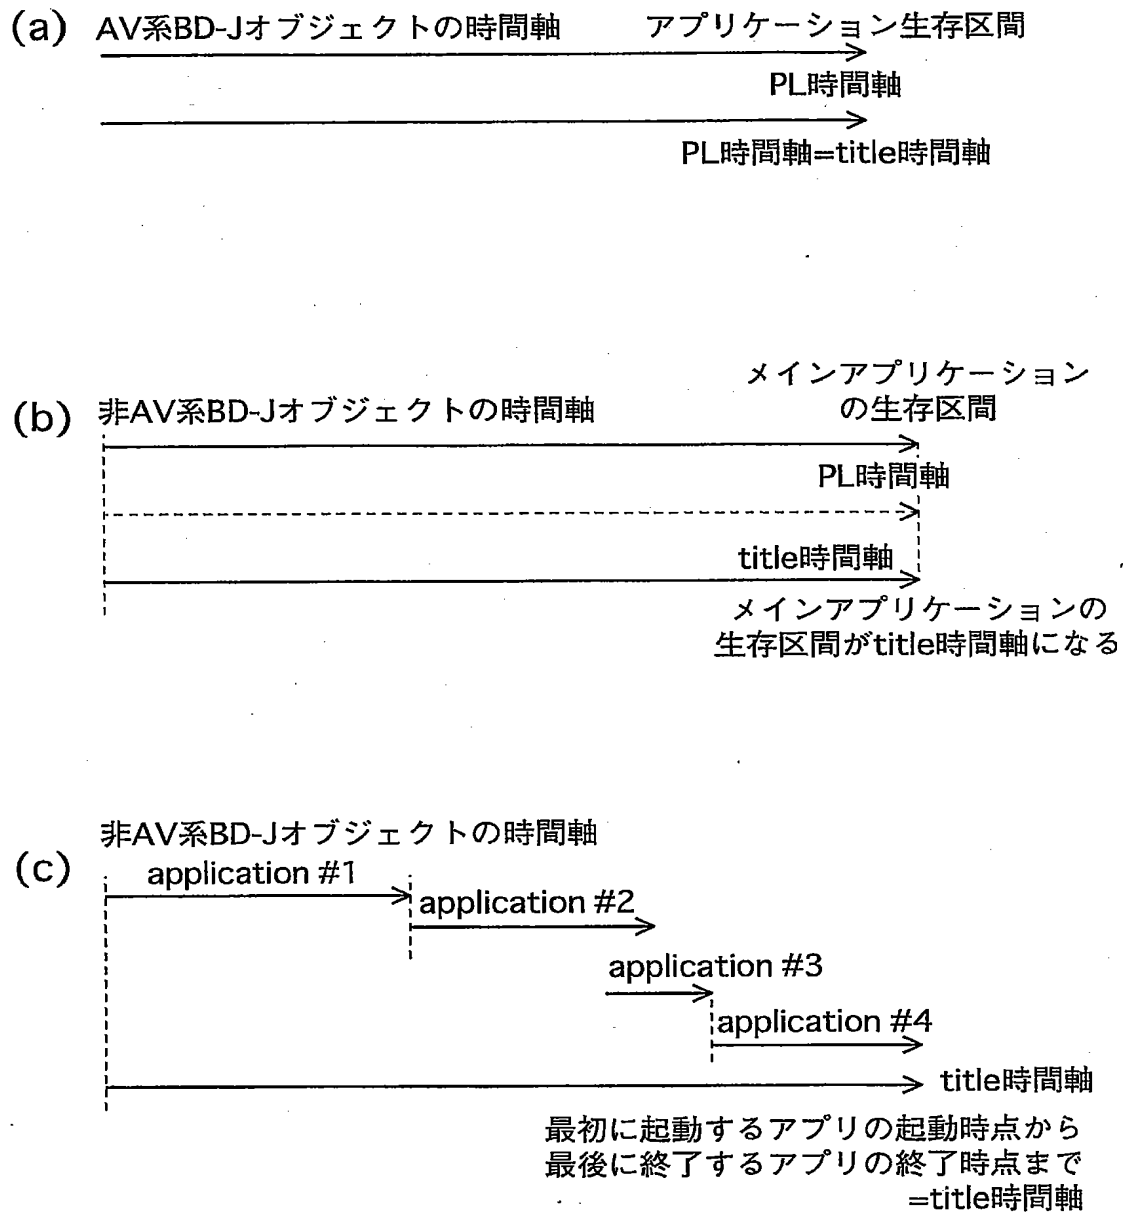 (a) AV系BD-Jオブジェクトの時間軸 アプリケーション生存区間
PL時間軸
PL時間軸=title時間軸
メインアプリケーション
の生存区間
(b) 非AV系BD-Jオブジェクトの時間軸
PL時間軸
title時間軸
メインアプリケーションの
生存区間がtitle時間軸になる
非AV系BD-Jオブジェクトの時間軸
(c)
application #1
application #2
application #3
application #4
title時間軸
最初に起動するアプリの起動時点から
最後に終了するアプリの終了時点まで
=title時間軸